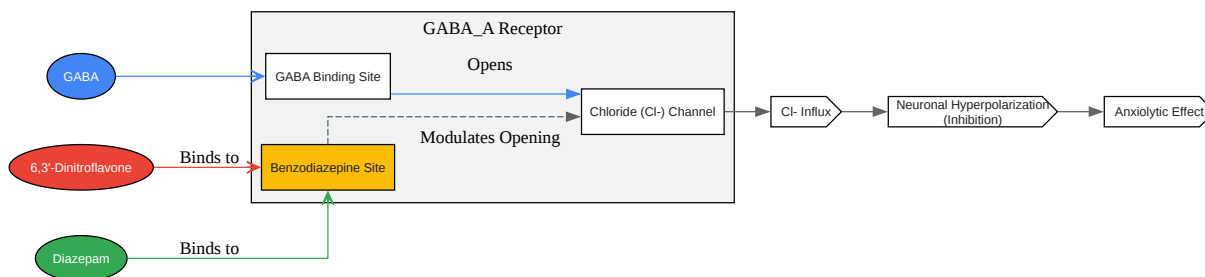 GABA_A Receptor
GABA
GABA Binding Site
Opens
Chloride (Cl-) Channel
Cl- Influx
Neuronal Hyperpolarization
(Inhibition)
Anxiolytic Effect
Modulates Opening
6,3'-Dinitroflavone
Binds to
Benzodiazepine Site
Diazepam
Binds to